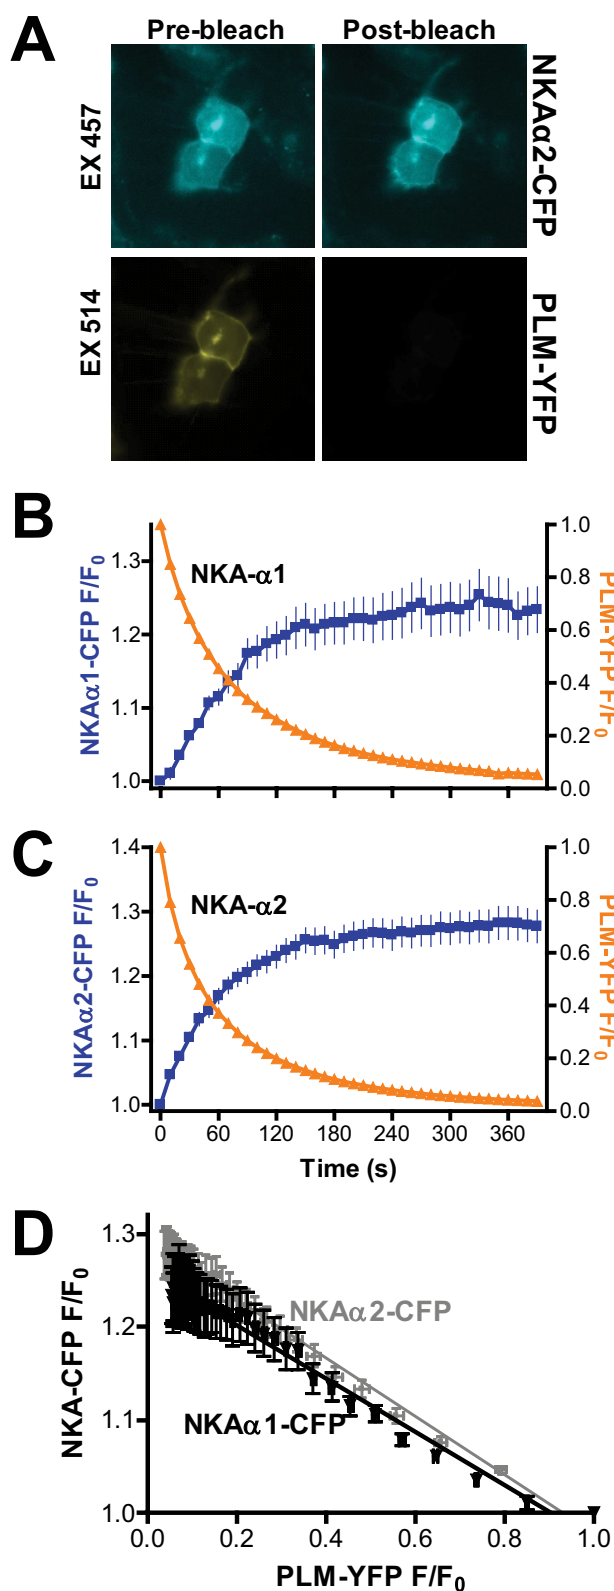 A
Pre-bleach
Post-bleach
EX 457
NKAα2-CFP
EX 514
PLM-YFP
B
NKAα1-CFP F/F0
1.3
1.2
1.1
1.0
NKA-α1
1.0
0.8
0.6
0.4
0.2
0.0
PLM-YFP F/F0
C
NKAα2-CFP F/F0
1.4
1.3
1.2
1.1
1.0
NKA-α2
1.0
0.8
0.6
0.4
0.2
0.0
PLM-YFP F/F0
0 60 120 180 240 300 360
Time (s)
D
NKA-CFP F/F0
1.3
1.2
1.1
1.0
NKAα2-CFP
NKAα1-CFP
0.0 0.2 0.4 0.6 0.8 1.0
PLM-YFP F/F0